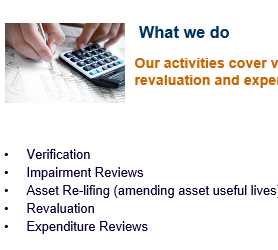 What we do
Our activities cover v
revaluation and exper
• Verification
• Impairment Reviews
• Asset Re-lifing (amending asset useful lives)
• Revaluation
• Expenditure Reviews